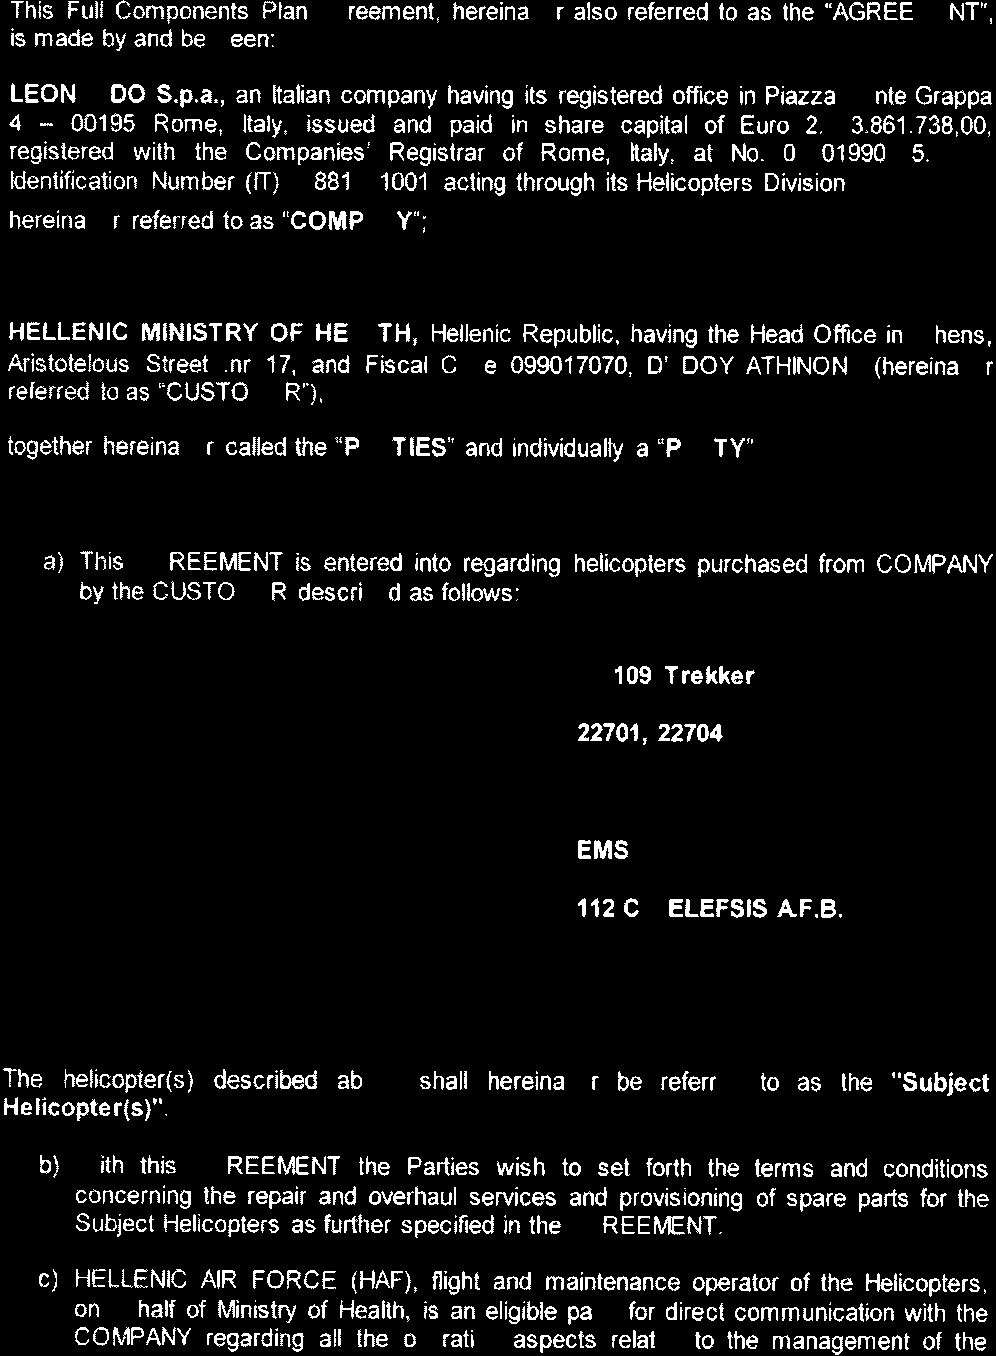 This Full Components Plan reement, hereina r also referred to as the "AGREE NT",
is made by and be een:
LEON DO S.p.a., an Italian company having its registered office in Piazza nte Grappa
4 – 00195 Rome, Italy, issued and paid in share capital of Euro 2. 3.861.738,00,
registered with the Companies' Registrar of Rome, Italy, at No. 0 01990 5.
Identification Number (IT) 881 1001 acting through its Helicopters Division
hereina r referred to as "COMP Y";
HELLENIC MINISTRY OF HE TH, Hellenic Republic, having the Head Office in hens,
Aristotelous Street .nr 17, and Fiscal C e 099017070, D' DOY ATHINON (hereina r
referred to as "CUSTO R"),
together hereina r called the "P TIES" and individually a "P TY"
a) This REEMENT is entered into regarding helicopters purchased from COMPANY
by the CUSTO R descri d as follows:
109 Trekker
22701, 22704
EMS
112 C ELEFSIS A.F.B.
The helicopter(s) described ab shall hereina r be referr to as the "Subject
Helicopter(s)".
b) ith this REEMENT the Parties wish to set forth the terms and conditions
concerning the repair and overhaul services and provisioning of spare parts for the
Subject Helicopters as further specified in the REEMENT.
c) HELLENIC AIR FORCE (HAF), flight and maintenance operator of the Helicopters,
on half of Ministry of Health, is an eligible pa for direct communication with the
COMPANY regarding all the o rati aspects relat to the management of the